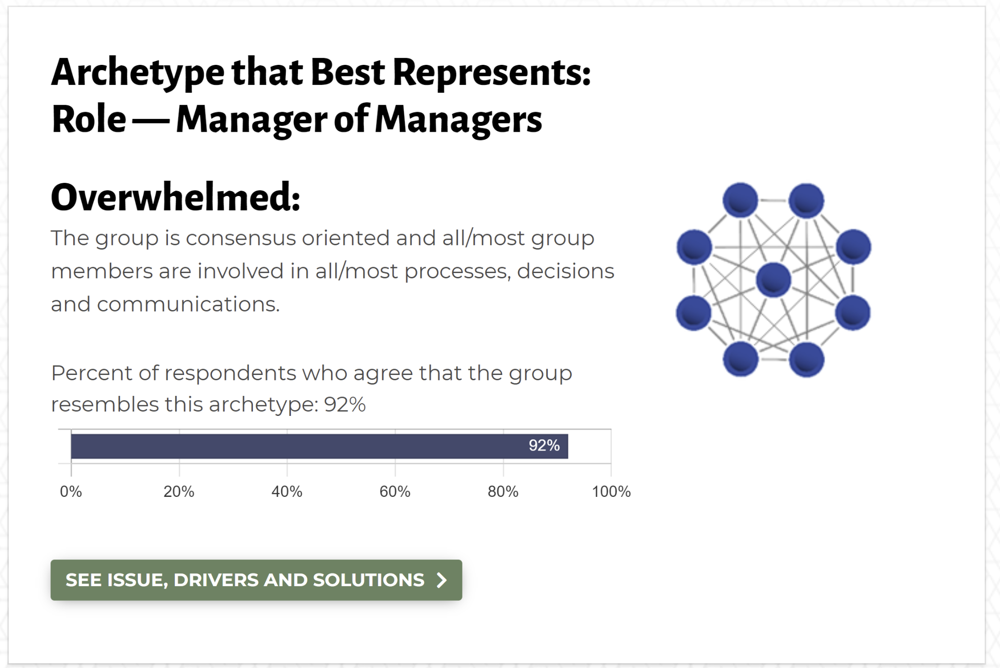 Archetype that Best Represents:
Role — Manager of Managers
Overwhelmed:
The group is consensus oriented and all/most group
members are involved in all/most processes, decisions
and communications.
Percent of respondents who agree that the group
resembles this archetype: 92%
92%
0% 20% 40% 60% 80% 100%
SEE ISSUE, DRIVERS AND SOLUTIONS